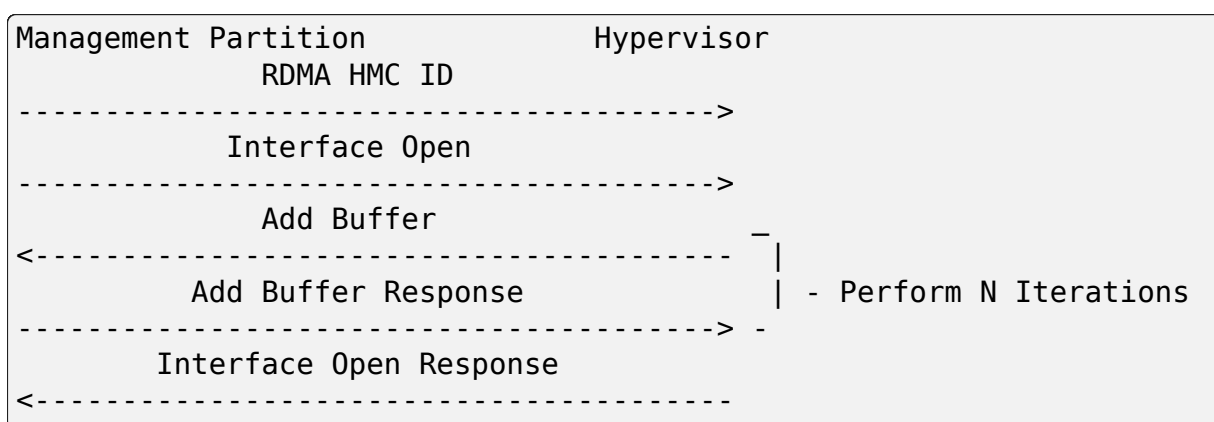 Management Partition             Hypervisor
              RDMA HMC ID
---------------------------------------->
            Interface Open
---------------------------------------->
              Add Buffer                  _
<----------------------------------------  |
          Add Buffer Response              | - Perform N Iterations
----------------------------------------> -
        Interface Open Response
<----------------------------------------